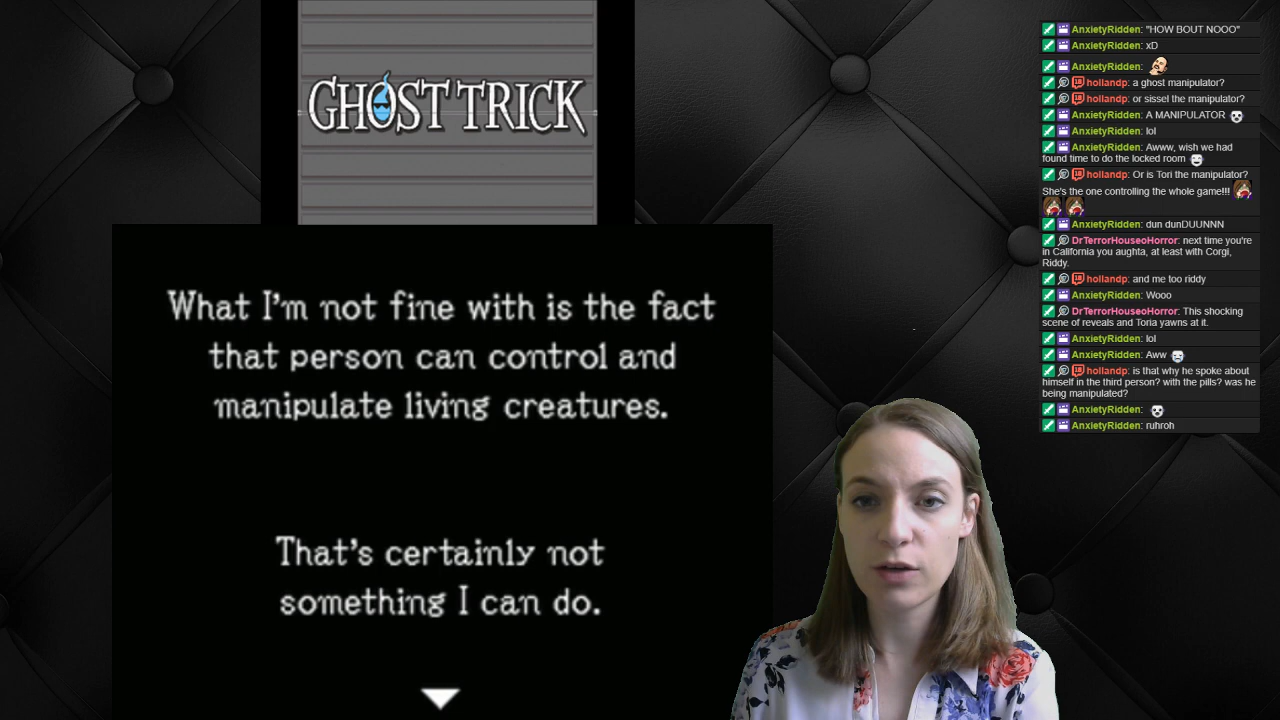 GHOST TRICK
What I'm not fine with is the fact
that person can control and
manipulate living creatures.
That's certainly not
something I can do.
AnxietyRidden: "HOW BOUT NOOO"
AnxietyRidden: xD
AnxietyRidden:
hollandp: a ghost manipulator?
hollandp: or sissel the manipulator?
AnxietyRidden: A MANIPULATOR
AnxietyRidden: lol
AnxietyRidden: Awww, wish we had
found time to do the locked room
hollandp: Or is Tori the manipulator?
She's the one controlling the whole game!!!
AnxietyRidden: dun dunDUUNNN
DrTerrorHouseoHorror: next time you're
in California you aughta, at least with Corgi,
Riddy.
hollandp: and me too riddy
AnxietyRidden: Wooo
DrTerrorHouseoHorror: This shocking
scene of reveals and Toria yawns at it.
AnxietyRidden: lol
AnxietyRidden: Aww
hollandp: is that why he spoke about
himself in the third person? with the pills? was he
being manipulated?
AnxietyRidden:
AnxietyRidden: ruhroh